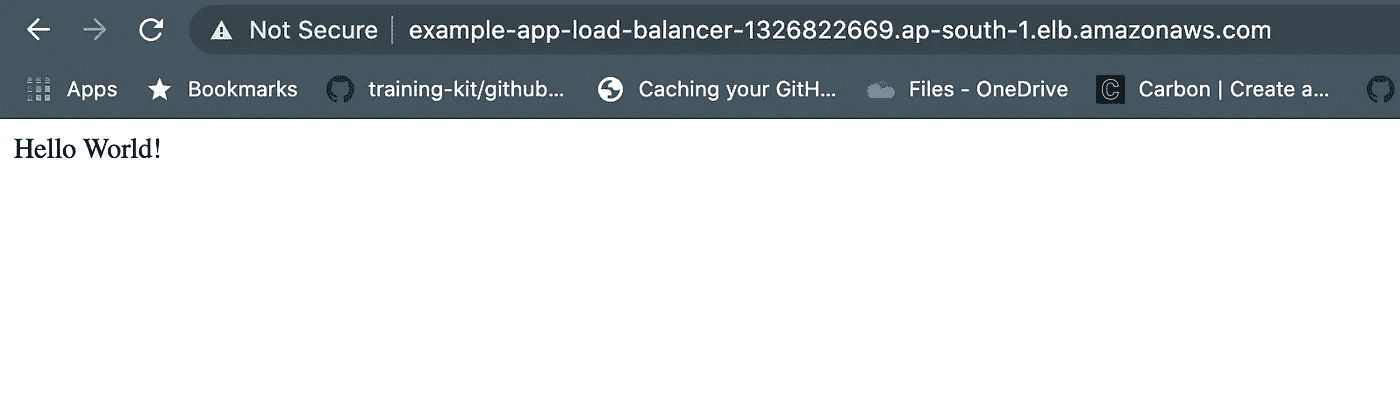 Not Secure example-app-load-balancer-1326822669.ap-south-1.elb.amazonaws.com
Apps Bookmarks training-kit/github... Caching your GitH... Files - OneDrive C Carbon | Create a...
Hello World!